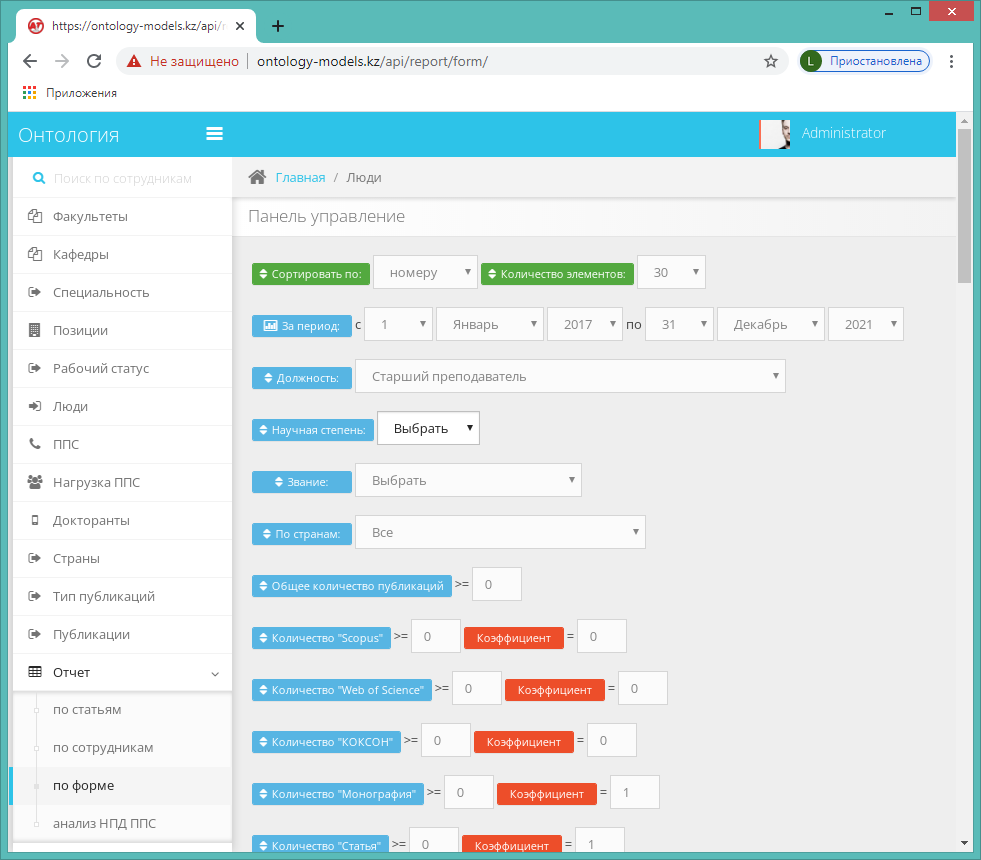 https://ontology-models.kz/api/r
Не защищено ontology-models.kz/api/report/form/ L Приостановлена
Приложения
Онтология Administrator
Поиск по сотрудникам Главная / Люди
Панель управление
Факультеты
Кафедры
Специальность
Позиции
Рабочий статус
Люди
ППС
Нагрузка ППС
Докторанты
Страны
Тип публикаций
Публикации
Отчет
по статьям
по сотрудникам
по форме
анализ НПД ППС
Сортировать по: номеру Количество элементов: 30
За период: с 1 Январь 2017 по 31 Декабрь 2021
Должность: Старший преподаватель
Научная степень: Выбрать
Звание: Выбрать
По странам: Все
Общее количество публикаций >= 0
Количество "Scopus" >= 0 Коэффициент = 0
Количество "Web of Science" >= 0 Коэффициент = 0
Количество "КОКСОН" >= 0 Коэффициент = 0
Количество "Монография" >= 0 Коэффициент = 1
Количество "Статья" >= 0 Коэффициент = 1